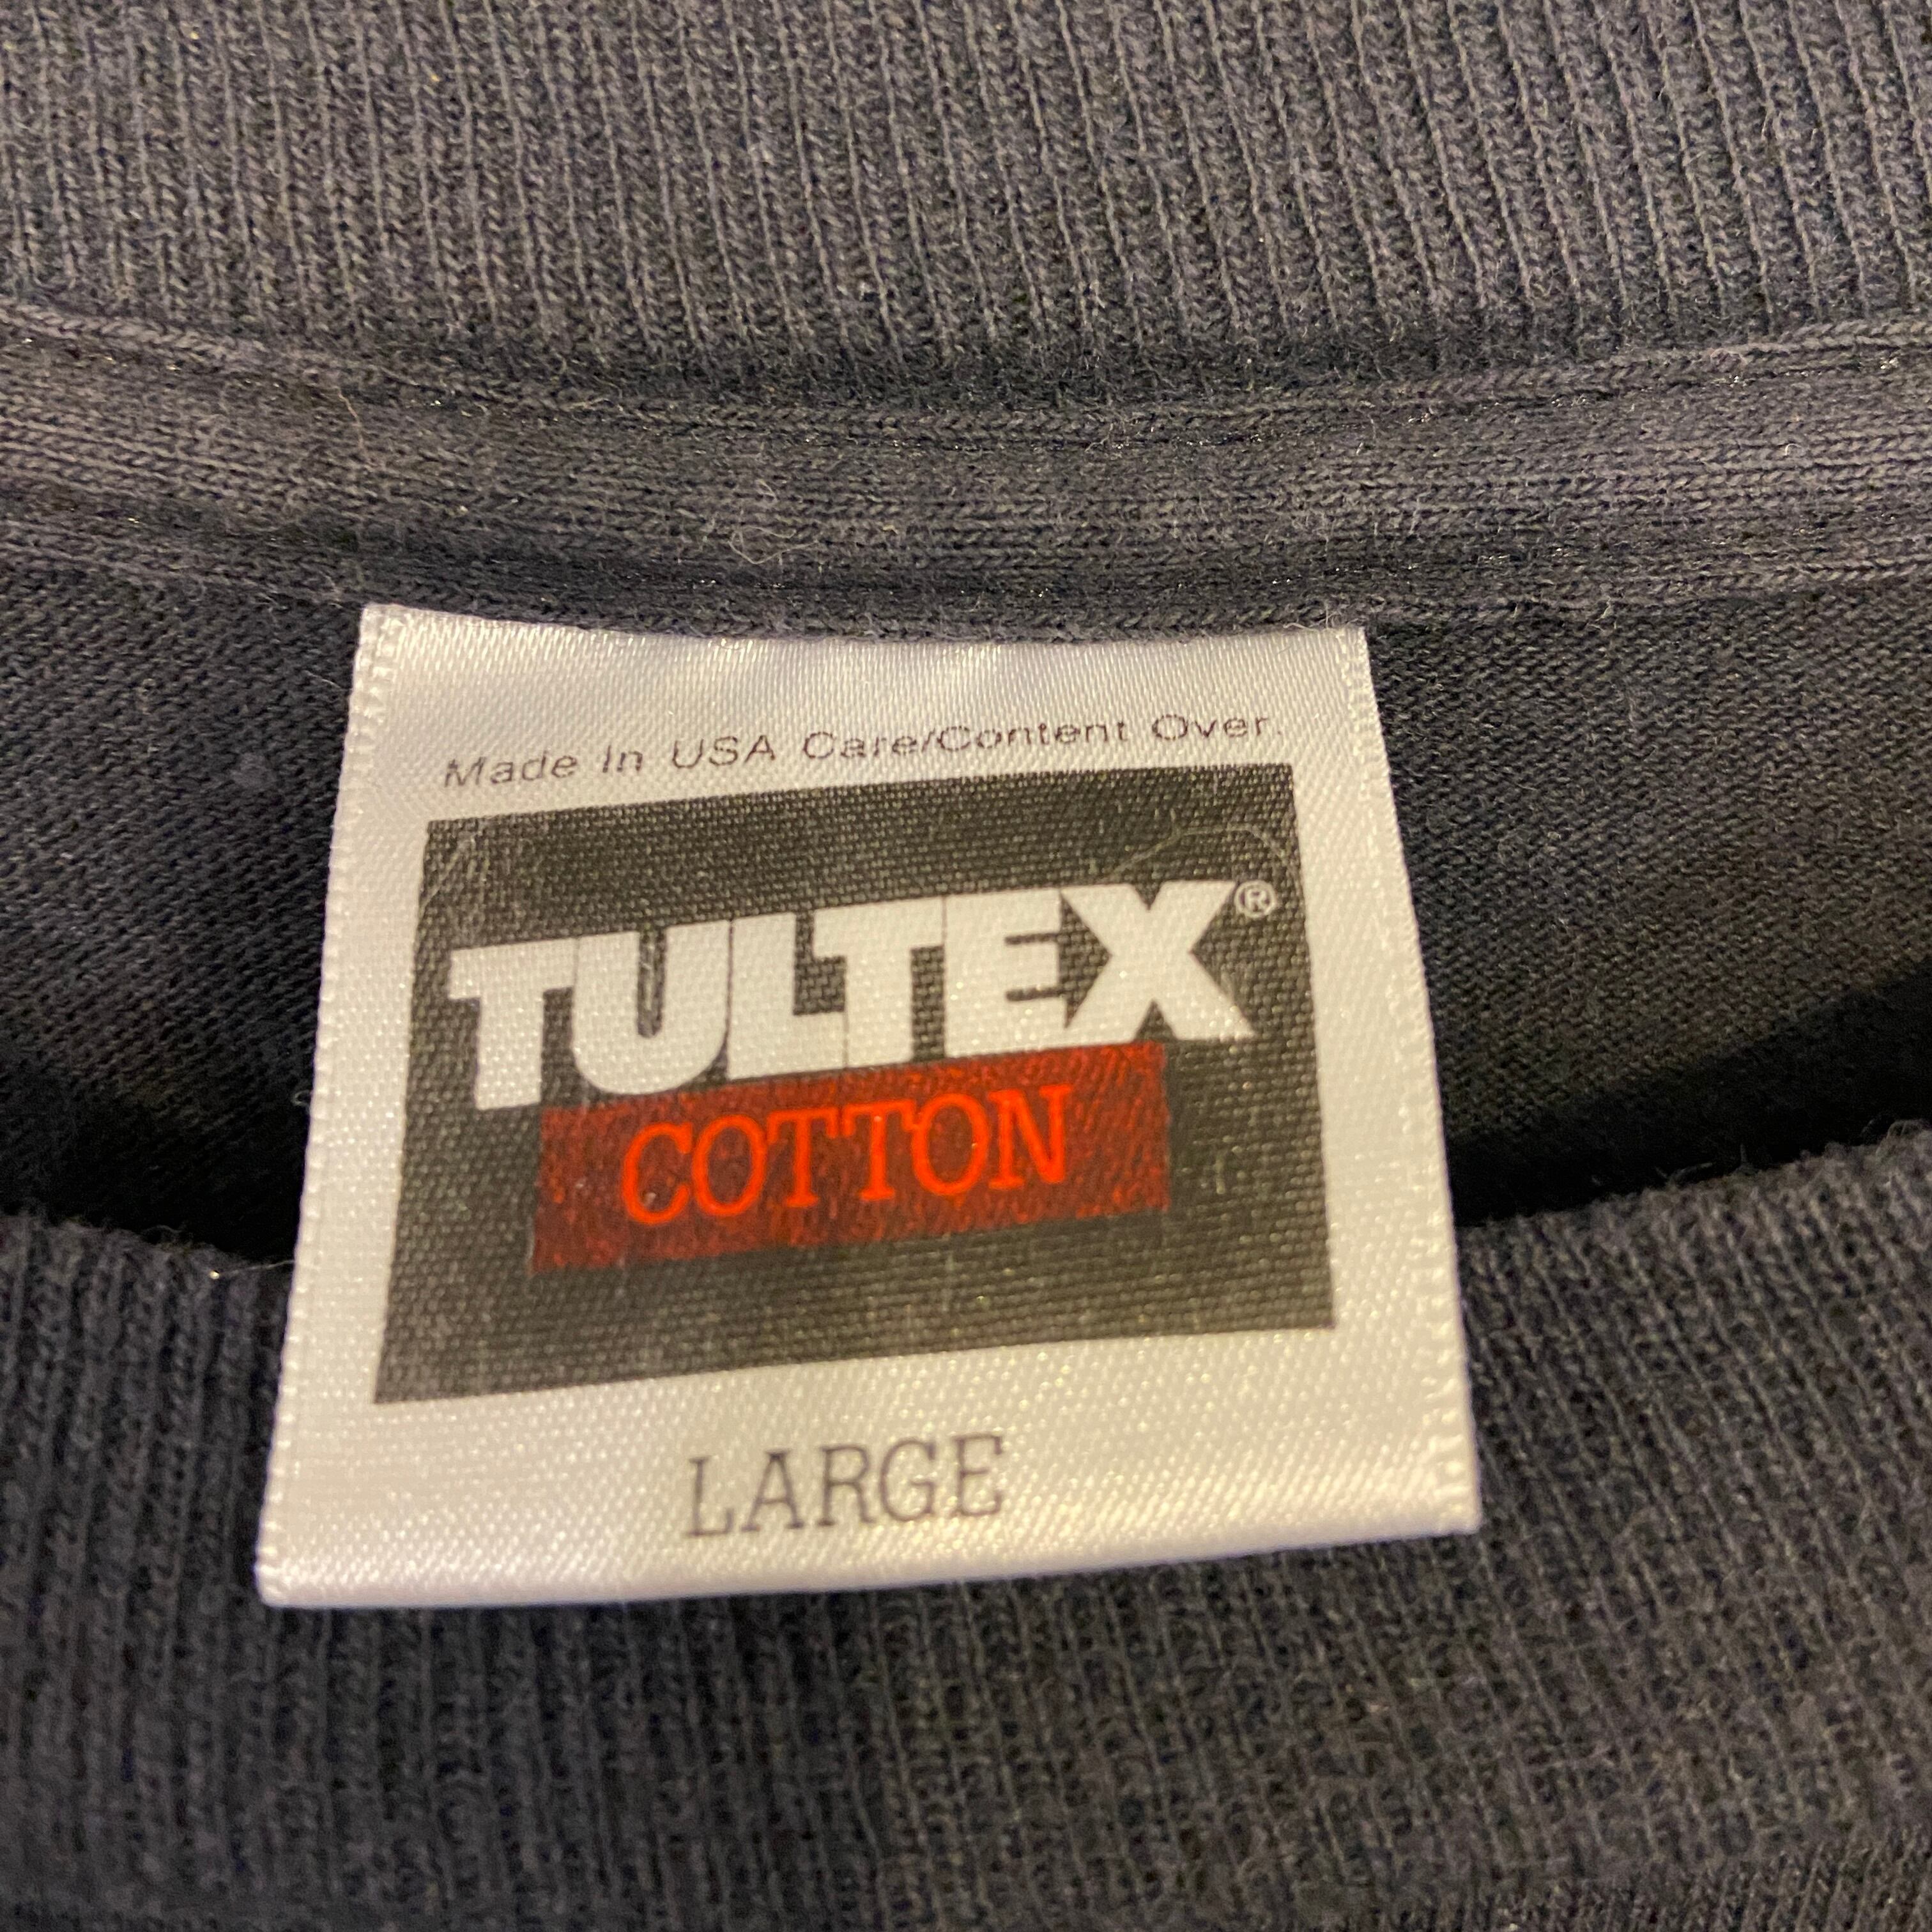 Made In USA Care/Content Over.
TULTEX®
COTTON
LARGE